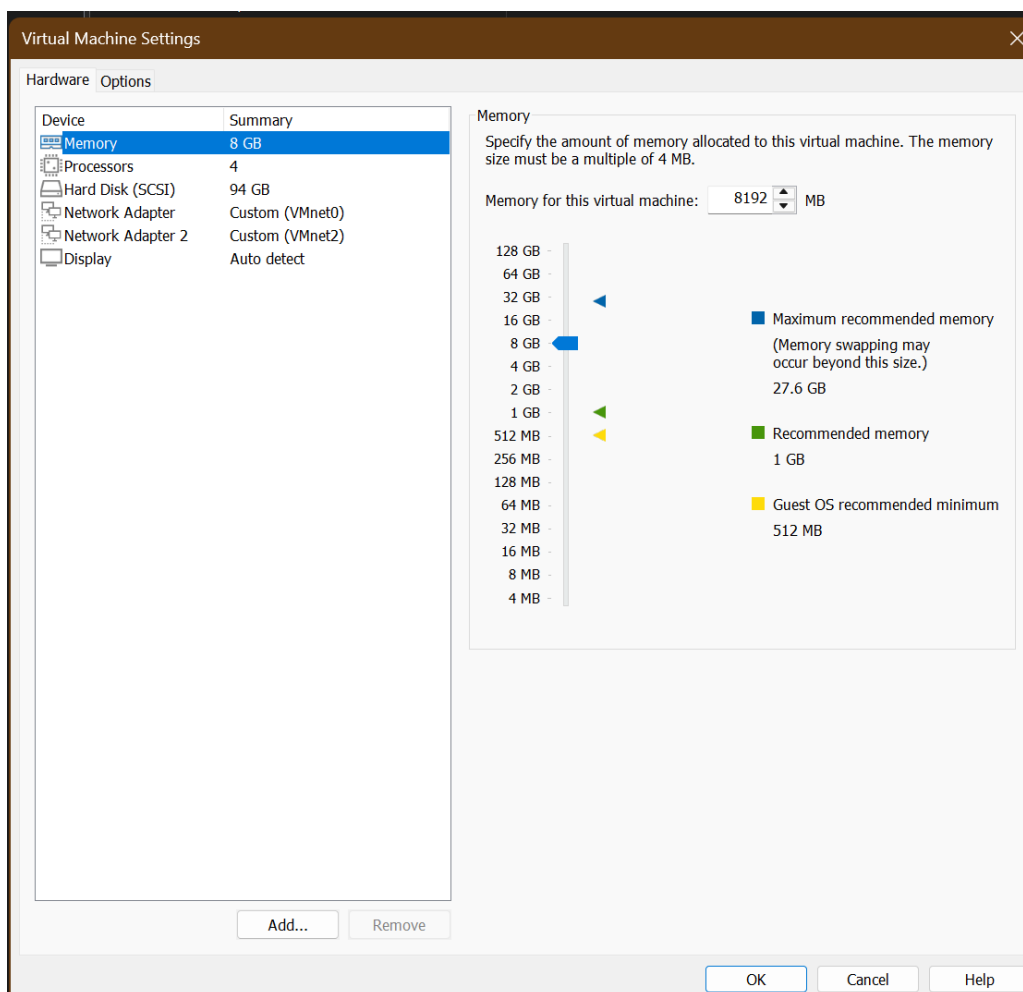 Virtual Machine Settings
Hardware Options
Device Summary
Memory 8 GB
Processors 4
Hard Disk (SCSI) 94 GB
Network Adapter Custom (VMnet0)
Network Adapter 2 Custom (VMnet2)
Display Auto detect
Add... Remove
Memory
Specify the amount of memory allocated to this virtual machine. The memory
size must be a multiple of 4 MB.
Memory for this virtual machine: 8192 MB
128 GB
64 GB
32 GB
16 GB
8 GB
4 GB
2 GB
1 GB
512 MB
256 MB
128 MB
64 MB
32 MB
16 MB
8 MB
4 MB
Maximum recommended memory
(Memory swapping may
occur beyond this size.)
27.6 GB
Recommended memory
1 GB
Guest OS recommended minimum
512 MB
OK Cancel Help